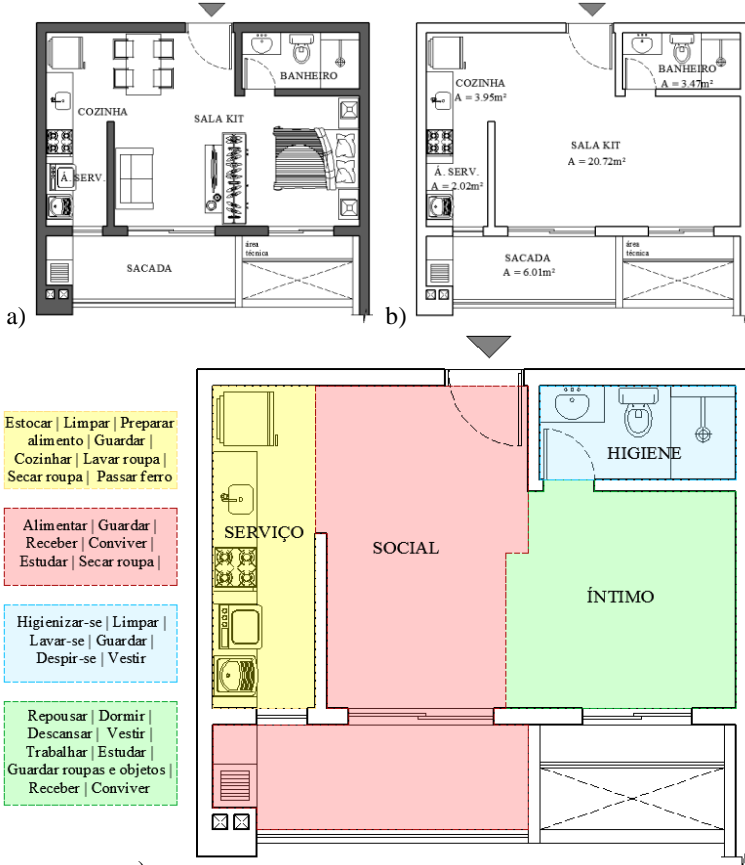 BANHEIRO
COZINHA
SALA KIT
Á. SERV.
SACADA
área
técnica
a)
BANHEIRO
A = 3.47m²
COZINHA
A = 3.95m²
SALA KIT
A = 20.72m²
Á. SERV.
A = 2.02m²
SACADA
A = 6.01m²
área
técnica
b)
Estocar | Limpar | Preparar
alimento | Guardar |
Cozinhar | Lavar roupa |
Secar roupa | Passar ferro
Alimentar | Guardar |
Receber | Conviver |
Estudar | Secar roupa |
Higienizar-se | Limpar |
Lavar-se | Guardar |
Despir-se | Vestir
Repousar | Dormir |
Descansar | Vestir |
Trabalhar | Estudar |
Guardar roupas e objetos |
Receber | Conviver
HIGIENE
SERVIÇO
SOCIAL
ÍNTIMO